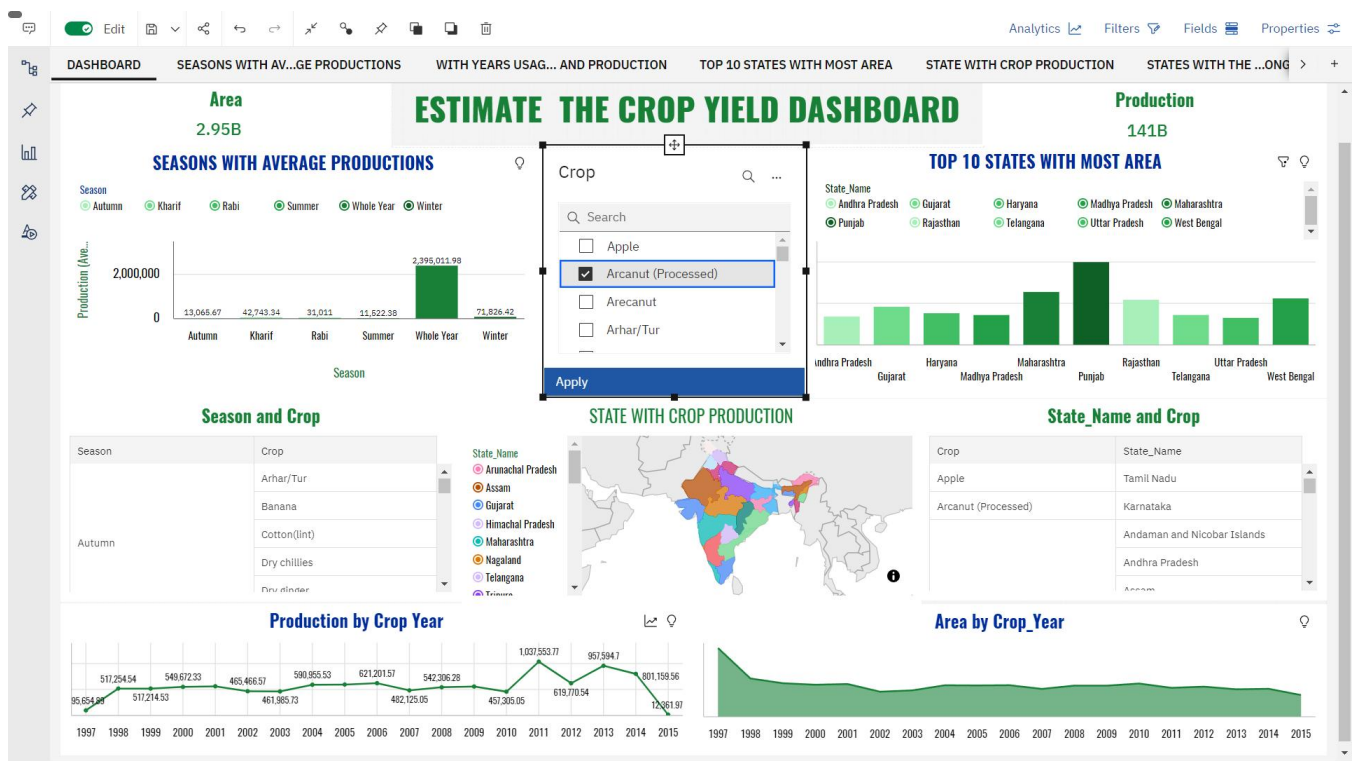 Edit
Analytics Filters Fields Properties
DASHBOARD SEASONS WITH AV...GE PRODUCTIONS WITH YEARS USAG... AND PRODUCTION TOP 10 STATES WITH MOST AREA STATE WITH CROP PRODUCTION STATES WITH THE ...ONG
Area
2.95B
ESTIMATE THE CROP YIELD DASHBOARD
Production
141B
SEASONS WITH AVERAGE PRODUCTIONS
Season
Autumn Kharif Rabi Summer Whole Year Winter
Production (Ave...
2,000,000
0
13,065.67 42,743.34 31,011 11,522.38 2,395,011.98 71,826.42
Autumn Kharif Rabi Summer Whole Year Winter
Season
Crop
Search
Apple
Arcanut (Processed)
Arecanut
Arhar/Tur
Apply
TOP 10 STATES WITH MOST AREA
State_Name
Andhra Pradesh Gujarat Haryana Madhya Pradesh Maharashtra
Punjab Rajasthan Telangana Uttar Pradesh West Bengal
Andhra Pradesh Haryana Maharashtra Rajasthan Uttar Pradesh
Gujarat Madhya Pradesh Punjab Telangana West Bengal
Season and Crop
Season Crop
Arhar/Tur
Banana
Autumn
Cotton(lint)
Dry chillies
Dry ginger
STATE WITH CROP PRODUCTION
State_Name
Arunachal Pradesh
Assam
Gujarat
Himachal Pradesh
Maharashtra
Nagaland
Telangana
Tripura
State_Name and Crop
Crop State_Name
Apple Tamil Nadu
Arcanut (Processed) Karnataka
Andaman and Nicobar Islands
Andhra Pradesh
Assam
Production by Crop Year
95,654.89 517,254.54 517,214.53 549,672.33 465,466.57 461,985.73 590,955.53 621,201.57 482,125.05 542,306.28 457,305.05 1,037,553.77 619,770.54 957,594.7 801,159.56 12,361.97
1997 1998 1999 2000 2001 2002 2003 2004 2005 2006 2007 2008 2009 2010 2011 2012 2013 2014 2015
Area by Crop_Year
1997 1998 1999 2000 2001 2002 2003 2004 2005 2006 2007 2008 2009 2010 2011 2012 2013 2014 2015